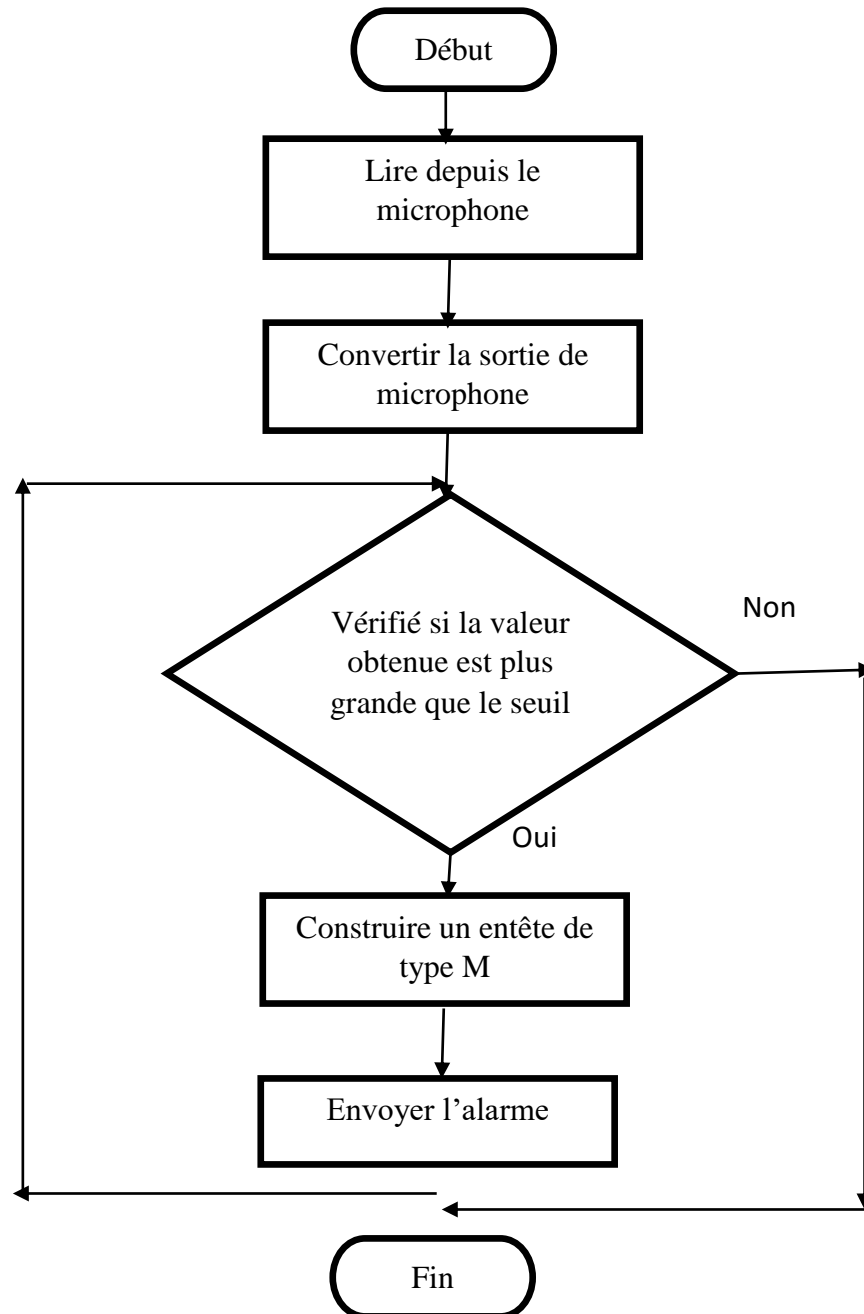 Début
Lire depuis le
microphone
Convertir la sortie de
microphone
Non
Vérifié si la valeur
obtenue est plus
grande que le seuil
Oui
Construire un entête de
type M
Envoyer l’alarme
Fin